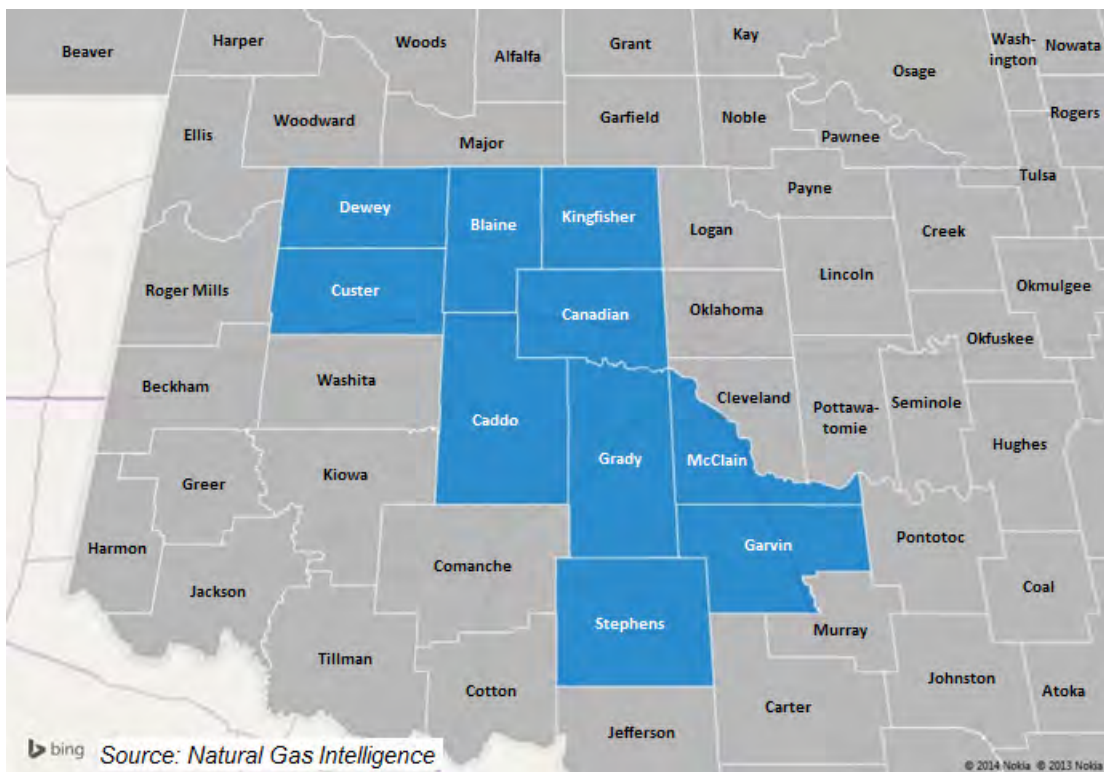 Beaver
Harper
Woods
Alfalfa
Grant
Kay
Osage
Wash-
ington
Nowata
Rogers
Ellis
Woodward
Major
Garfield
Noble
Pawnee
Tulsa
Dewey
Blaine
Kingfisher
Logan
Payne
Creek
Roger Mills
Custer
Canadian
Oklahoma
Lincoln
Okmulgee
Okfuskee
Beckham
Washita
Caddo
Grady
McClain
Cleveland
Pottawa-
tomie
Seminole
Hughes
Greer
Kiowa
Harmon
Jackson
Comanche
Garvin
Pontotoc
Coal
Tillman
Cotton
Stephens
Murray
Johnston
Atoka
Jefferson
Carter
bing
Source: Natural Gas Intelligence
© 2014 Nokia © 2013 Nokia